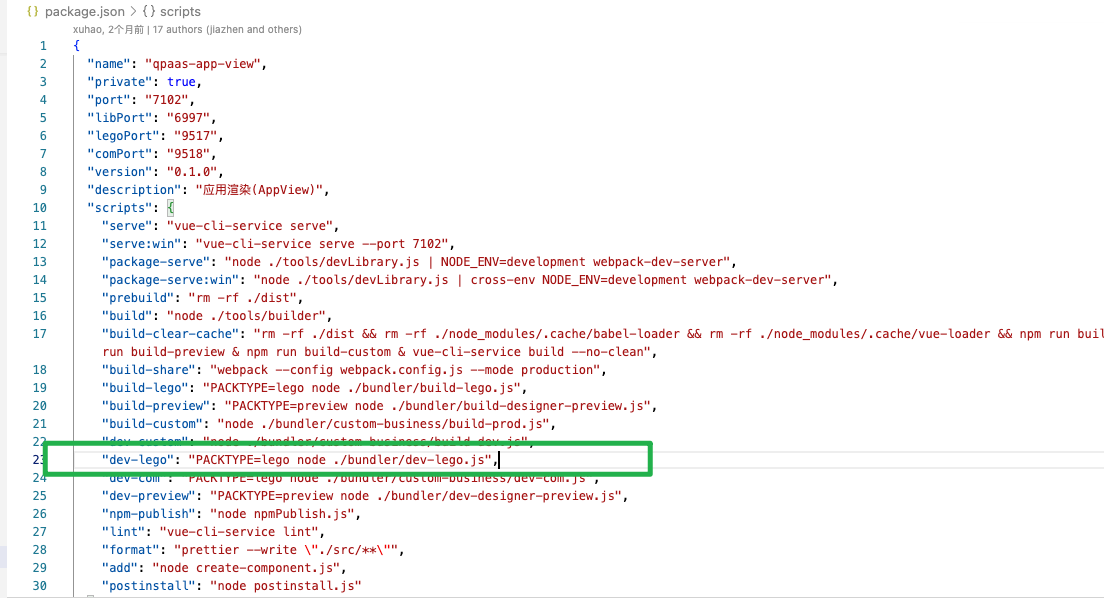 {} package.json > {} scripts
xuhao, 2个月前 | 17 authors (jiazhen and others)
1 {
2 "name": "qpaas-app-view",
3 "private": true,
4 "port": "7102",
5 "libPort": "6997",
6 "legoPort": "9517",
7 "comPort": "9518",
8 "version": "0.1.0",
9 "description": "应用渲染(AppView)",
10 "scripts": {
11 "serve": "vue-cli-service serve",
12 "serve:win": "vue-cli-service serve --port 7102",
13 "package-serve": "node ./tools/devLibrary.js | NODE_ENV=development webpack-dev-server",
14 "package-serve:win": "node ./tools/devLibrary.js | cross-env NODE_ENV=development webpack-dev-server",
15 "prebuild": "rm -rf ./dist",
16 "build": "node ./tools/builder",
17 "build-clear-cache": "rm -rf ./dist && rm -rf ./node_modules/.cache/babel-loader && rm -rf ./node_modules/.cache/vue-loader && npm run buil
run build-preview & npm run build-custom & vue-cli-service build --no-clean",
18 "build-share": "webpack --config webpack.config.js --mode production",
19 "build-lego": "PACKTYPE=lego node ./bundler/build-lego.js",
20 "build-preview": "PACKTYPE=preview node ./bundler/build-designer-preview.js",
21 "build-custom": "node ./bundler/custom-business/build-prod.js",
22 "dev-custom": "node ./bundler/custom-business/build-dev.js",
23 "dev-lego": "PACKTYPE=lego node ./bundler/dev-lego.js",
24 "dev-com": "PACKTYPE=lego node ./bundler/custom-business/dev-com.js",
25 "dev-preview": "PACKTYPE=preview node ./bundler/dev-designer-preview.js",
26 "npm-publish": "node npmPublish.js",
27 "lint": "vue-cli-service lint",
28 "format": "prettier --write \"./src/**\"",
29 "add": "node create-component.js",
30 "postinstall": "node postinstall.js"